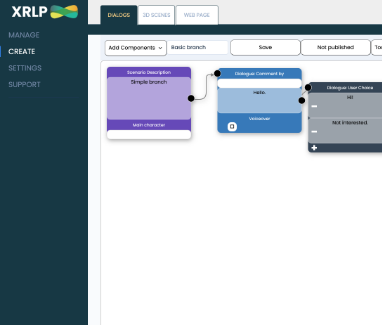 XRLP
DIALOGS
3D SCENES
WEB PAGE
MANAGE
CREATE
SETTINGS
SUPPORT
Add Components
Basic branch
Save
Not published
Too
Scenario Description
Simple branch
Main character
Dialogue Comment by
Hello
Voiceover
Dialogue User Choice
Hi!
Not interested.